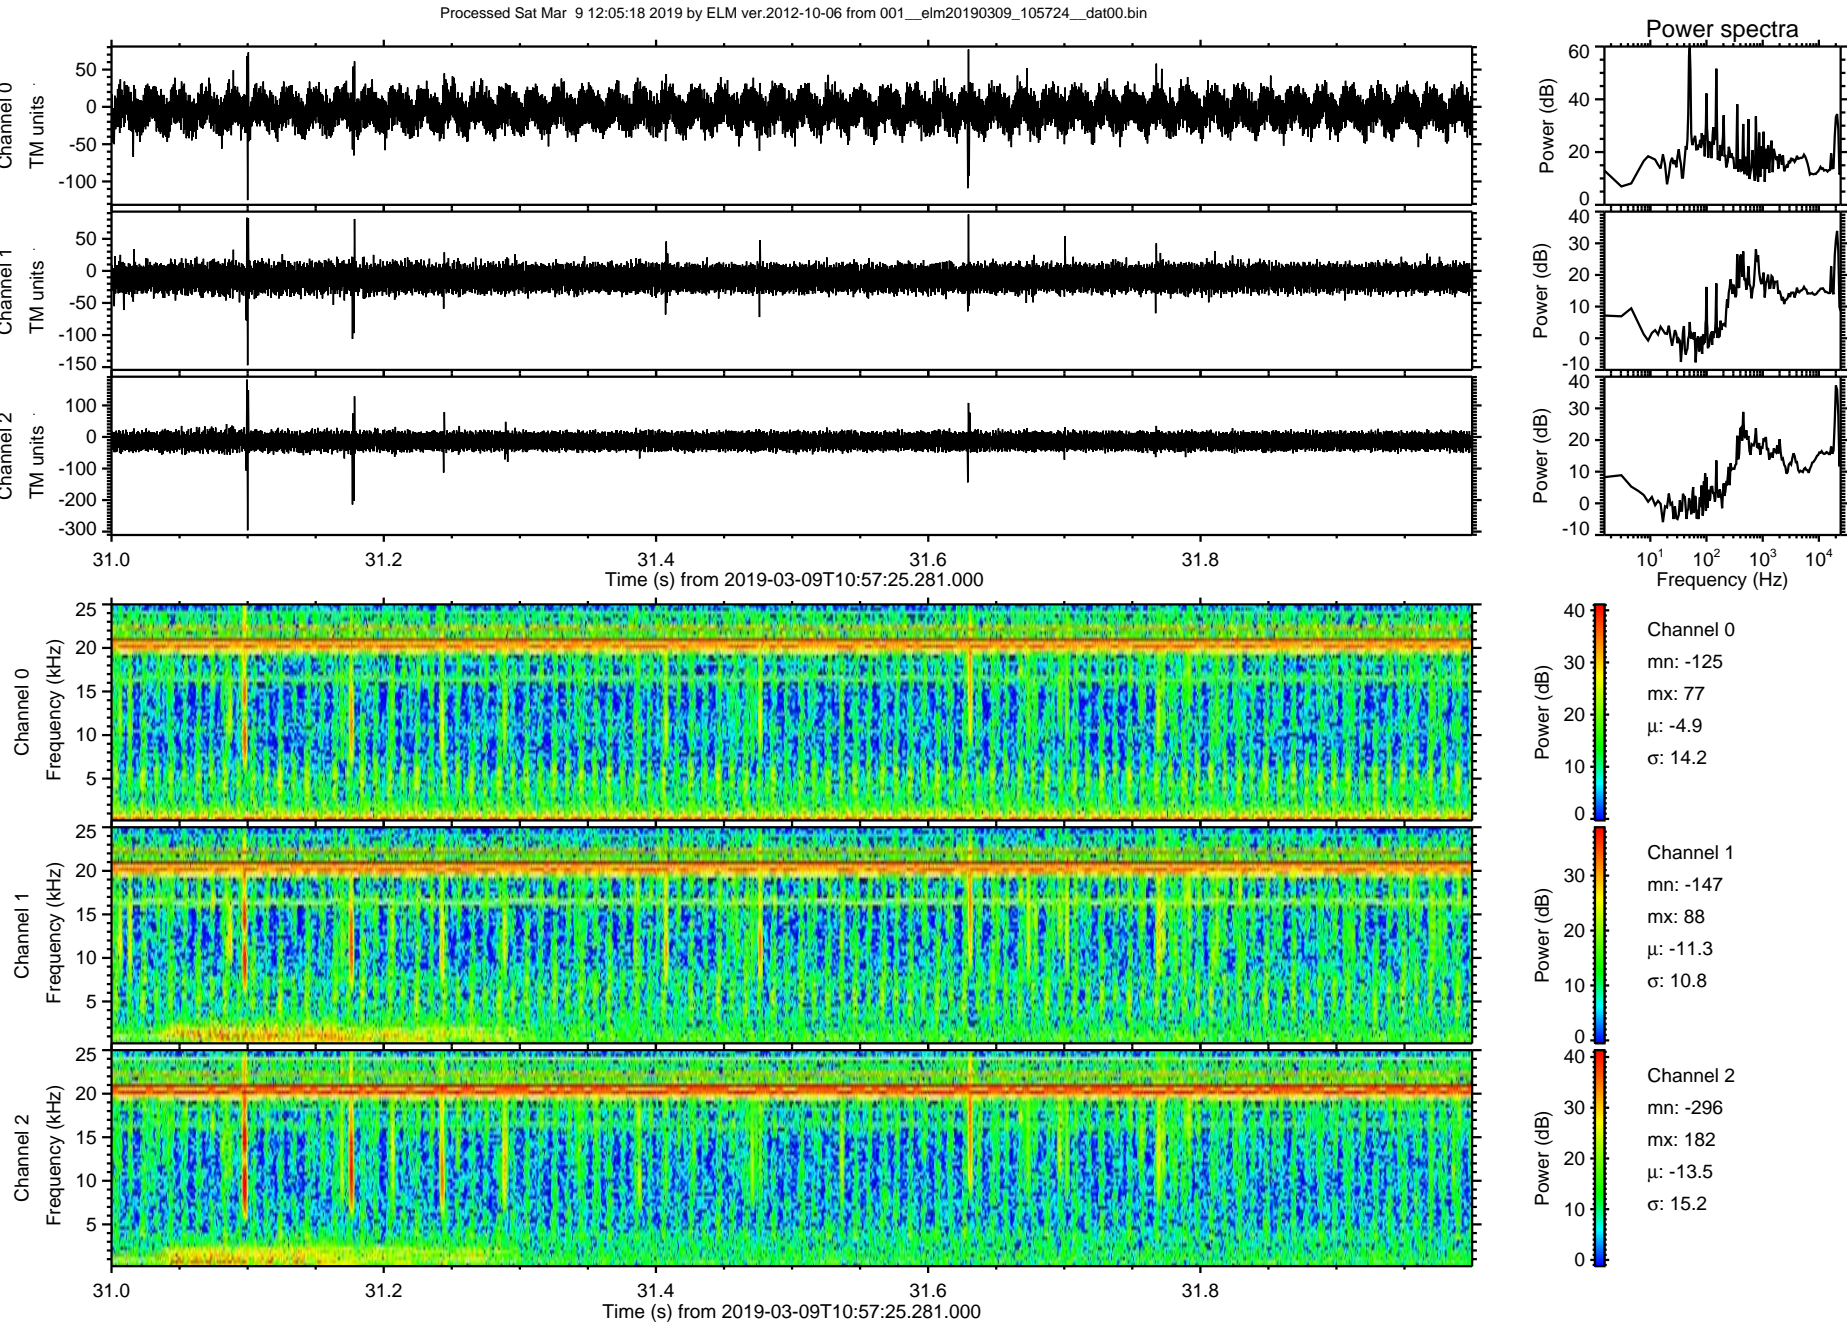 Processed Sat Mar  9 12:05:18 2019 by ELM ver.2012-10-06 from 001__elm20190309_105724__dat00.bin
Power spectra
Channel 0
TM units
50
0
-50
-100
Power (dB)
60
40
20
0
Channel 1
TM units
50
0
-50
-100
-150
Power (dB)
40
30
20
10
0
-10
Channel 2
TM units
100
0
-100
-200
-300
Power (dB)
40
30
20
10
0
-10
31.0 31.2 31.4 31.6 31.8
Time (s) from 2019-03-09T10:57:25.281.000
10^1 10^2 10^3 10^4
Frequency (Hz)
Channel 0
Frequency (kHz)
25
20
15
10
5
Power (dB)
40
30
20
10
0
Channel 0
mn: -125
mx: 77
μ: -4.9
σ: 14.2
Channel 1
Frequency (kHz)
25
20
15
10
5
Power (dB)
30
20
10
0
Channel 1
mn: -147
mx: 88
μ: -11.3
σ: 10.8
Channel 2
Frequency (kHz)
25
20
15
10
5
Power (dB)
40
30
20
10
0
Channel 2
mn: -296
mx: 182
μ: -13.5
σ: 15.2
31.0 31.2 31.4 31.6 31.8
Time (s) from 2019-03-09T10:57:25.281.000